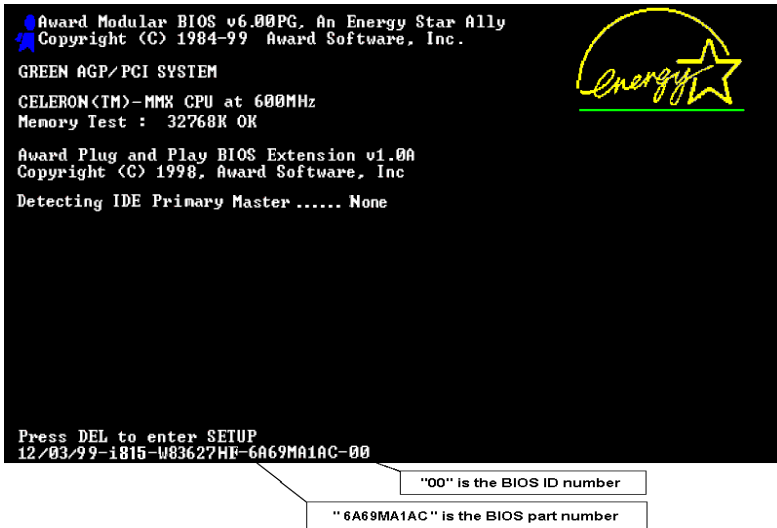 Award Modular BIOS v6.00PG, An Energy Star Ally
Copyright (C) 1984-99 Award Software, Inc.
energy
GREEN AGP/PCI SYSTEM
CELERON(TM)-MMX CPU at 600MHz
Memory Test : 32768K OK
Award Plug and Play BIOS Extension v1.0A
Copyright (C) 1998, Award Software, Inc
Detecting IDE Primary Master ...... None
Press DEL to enter SETUP
12/03/99-i815-W83627HF-6A69MA1AC-00
"00" is the BIOS ID number
"6A69MA1AC" is the BIOS part number